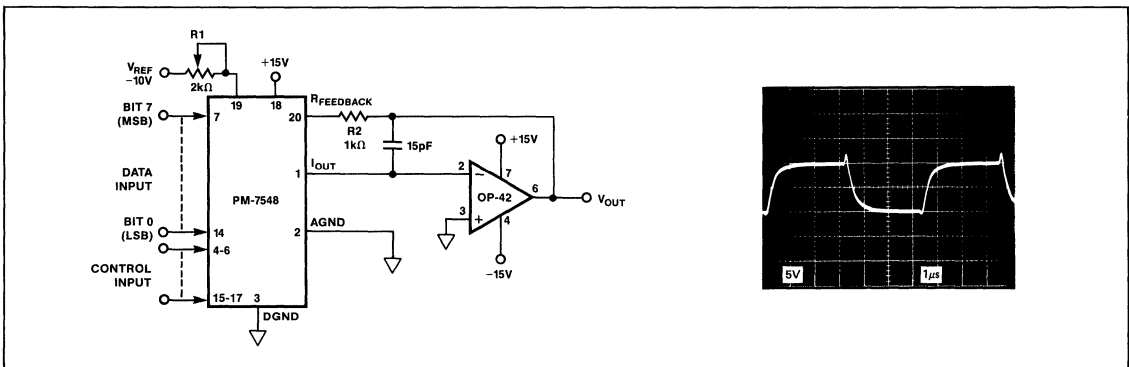 R1
VREF
−10V
2kΩ
+15V
19
18
RFEEDBACK
20
R2
1kΩ
15pF
BIT 7
(MSB)
7
DATA
INPUT
PM-7548
IOUT
1
BIT 0
(LSB)
14
4-6
AGND
2
CONTROL
INPUT
15-17
3
DGND
+15V
2
−
7
OP-42
6
VOUT
3
+
4
−15V
5V
1μs